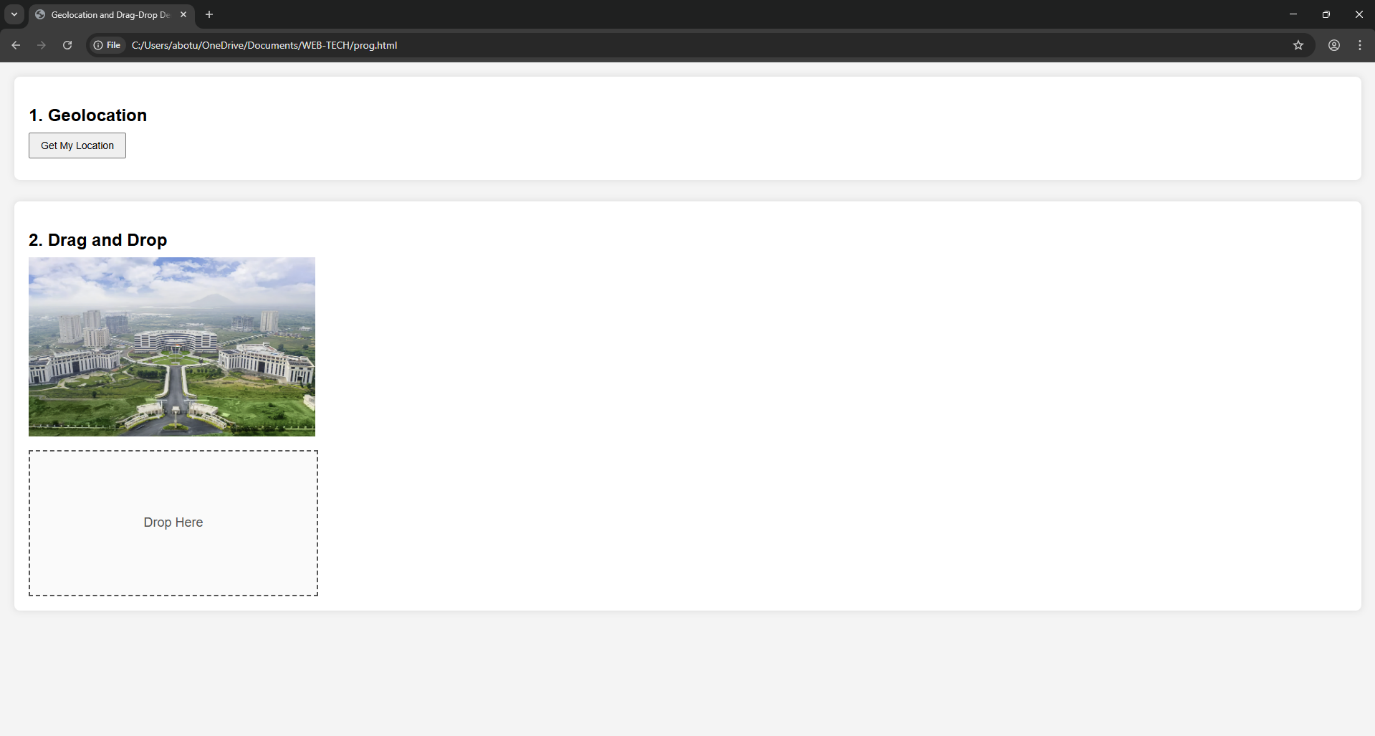 Geolocation and Drag-Drop De
File C:/Users/abotu/OneDrive/Documents/WEB-TECH/prog.html
1. Geolocation
Get My Location
2. Drag and Drop
Drop Here